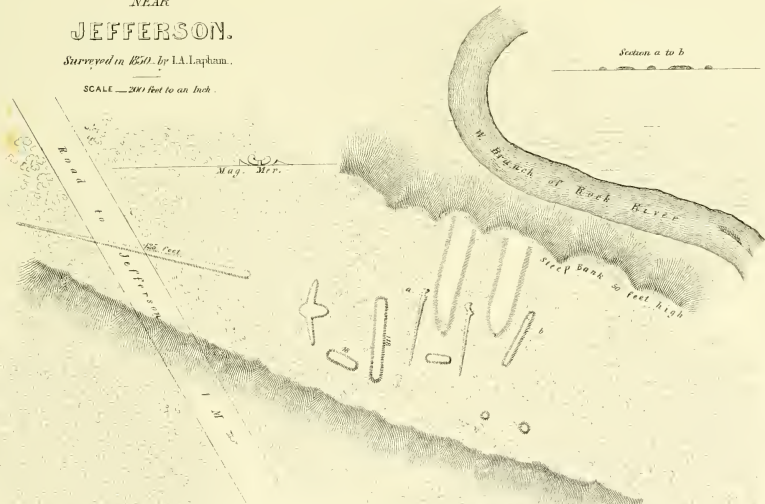 NEAR
JEFFERSON.
Surveyed in 1850 by I.A. Lapham.
SCALE — 200 Feet to an Inch.
Section a to b
W. Branch of Rock River
Mag. Mer.
Road to Jefferson
1 M
Steep Bank 30 feet high
a
b